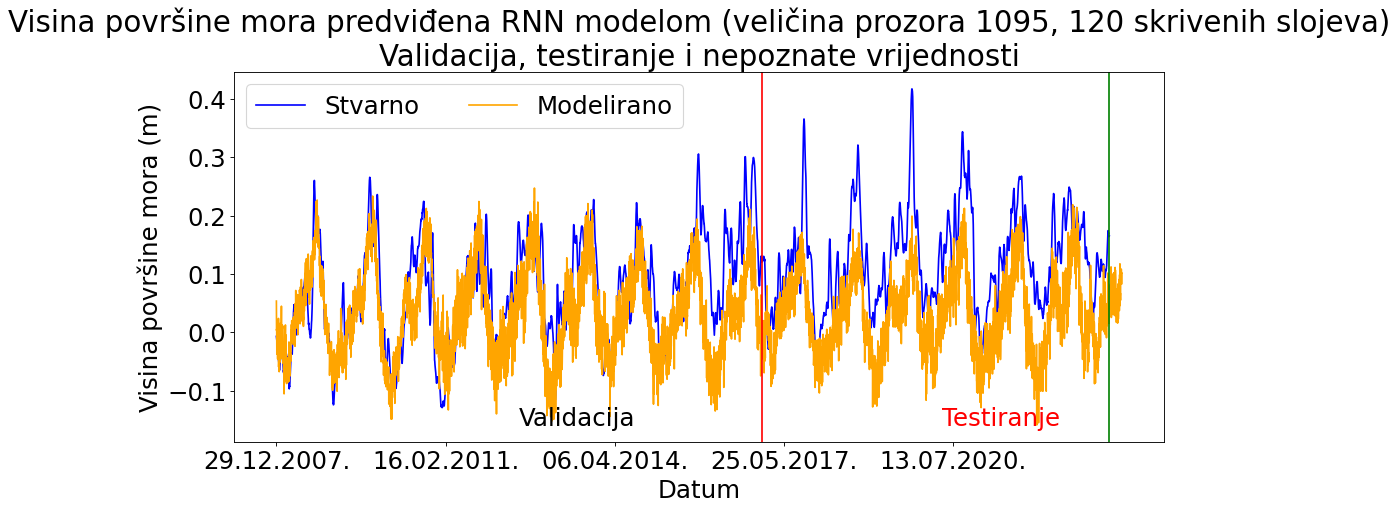 Visina površine mora predviđena RNN modelom (veličina prozora 1095, 120 skrivenih slojeva)
Validacija, testiranje i nepoznate vrijednosti
Stvarno Modelirano
Visina površine mora (m)
0.4
0.3
0.2
0.1
0.0
−0.1
Validacija Testiranje
29.12.2007. 16.02.2011. 06.04.2014. 25.05.2017. 13.07.2020.
Datum